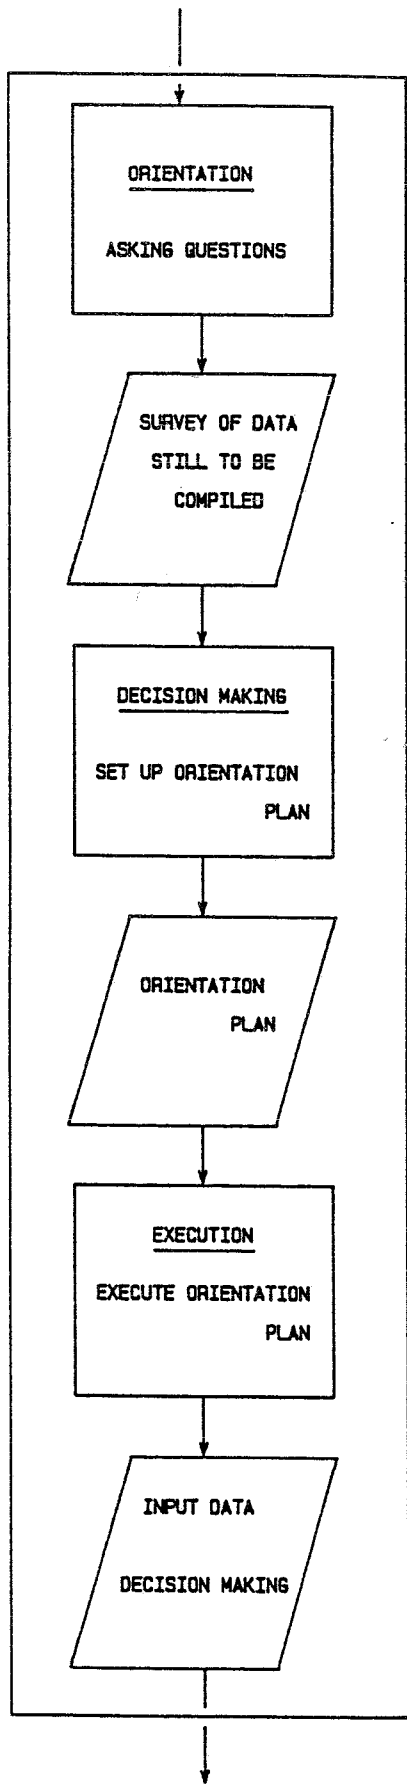 ORIENTATION
ASKING QUESTIONS
SURVEY OF DATA
STILL TO BE
COMPILED
DECISION MAKING
SET UP ORIENTATION
PLAN
ORIENTATION
PLAN
EXECUTION
EXECUTE ORIENTATION
PLAN
INPUT DATA
DECISION MAKING